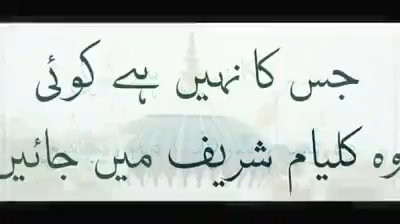 جس کا نہیں ہے کوئی
وہ کلیام شریف میں جائیں